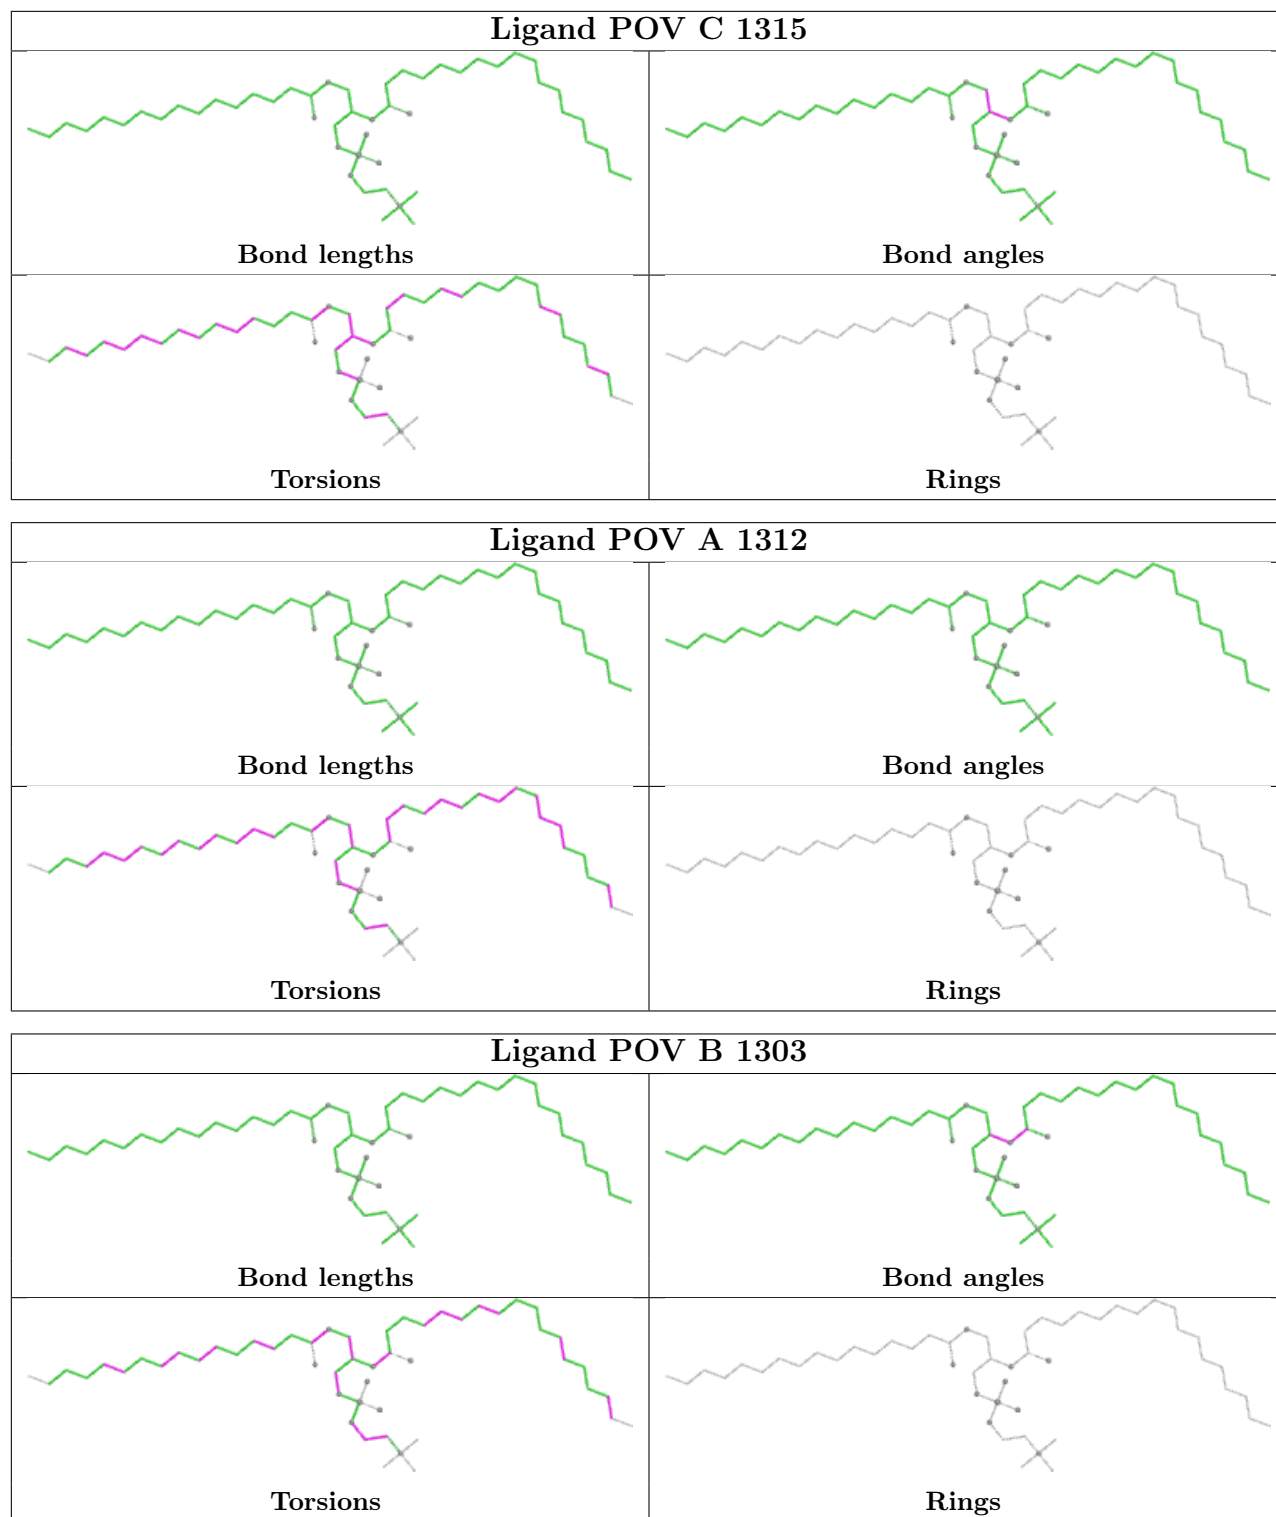 Ligand POV C 1315
Bond lengths
Bond angles
Torsions
Rings
Ligand POV A 1312
Bond lengths
Bond angles
Torsions
Rings
Ligand POV B 1303
Bond lengths
Bond angles
Torsions
Rings